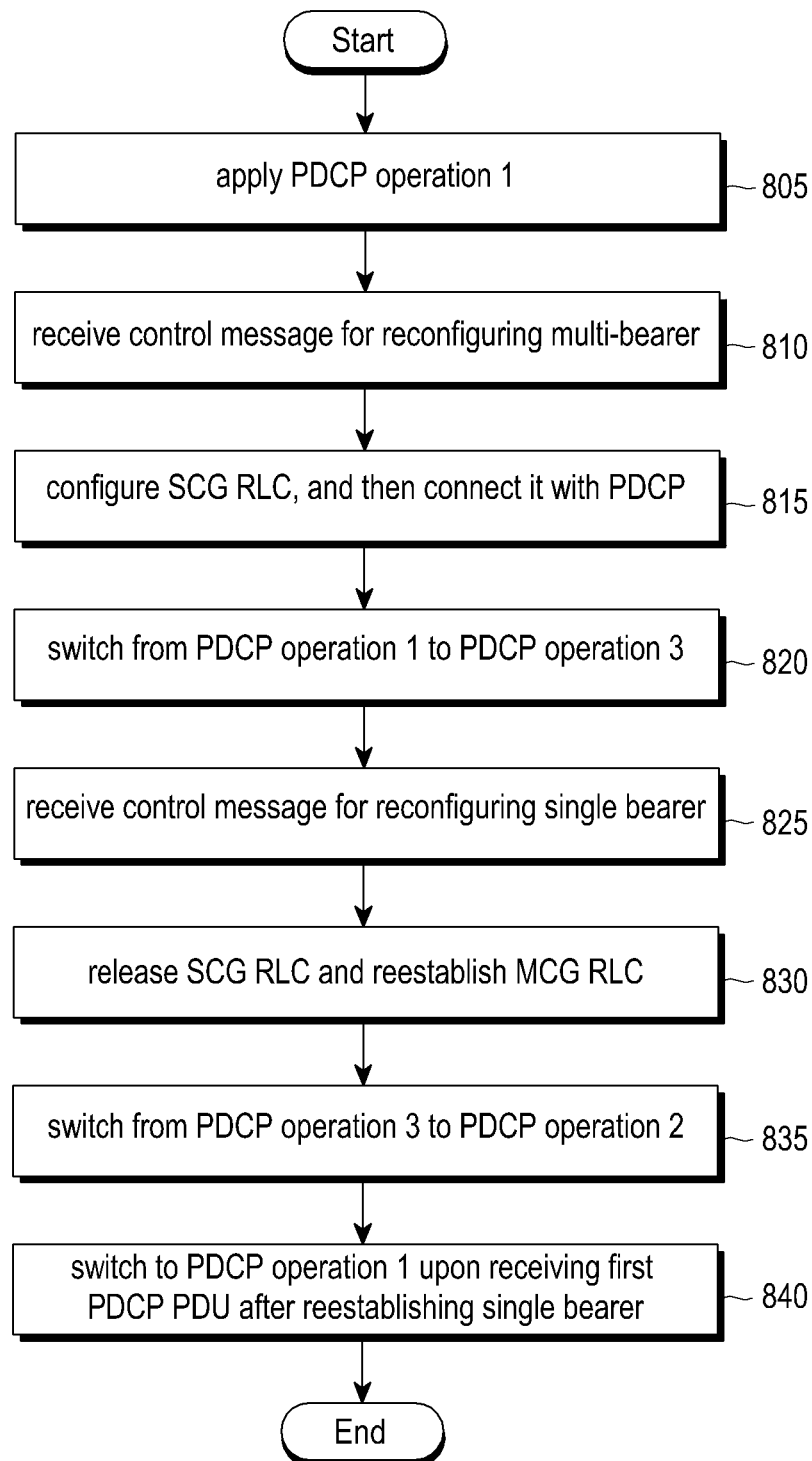 Start
apply PDCP operation 1
805
receive control message for reconfiguring multi-bearer
810
configure SCG RLC, and then connect it with PDCP
815
switch from PDCP operation 1 to PDCP operation 3
820
receive control message for reconfiguring single bearer
825
release SCG RLC and reestablish MCG RLC
830
switch from PDCP operation 3 to PDCP operation 2
835
switch to PDCP operation 1 upon receiving first
PDCP PDU after reestablishing single bearer
840
End